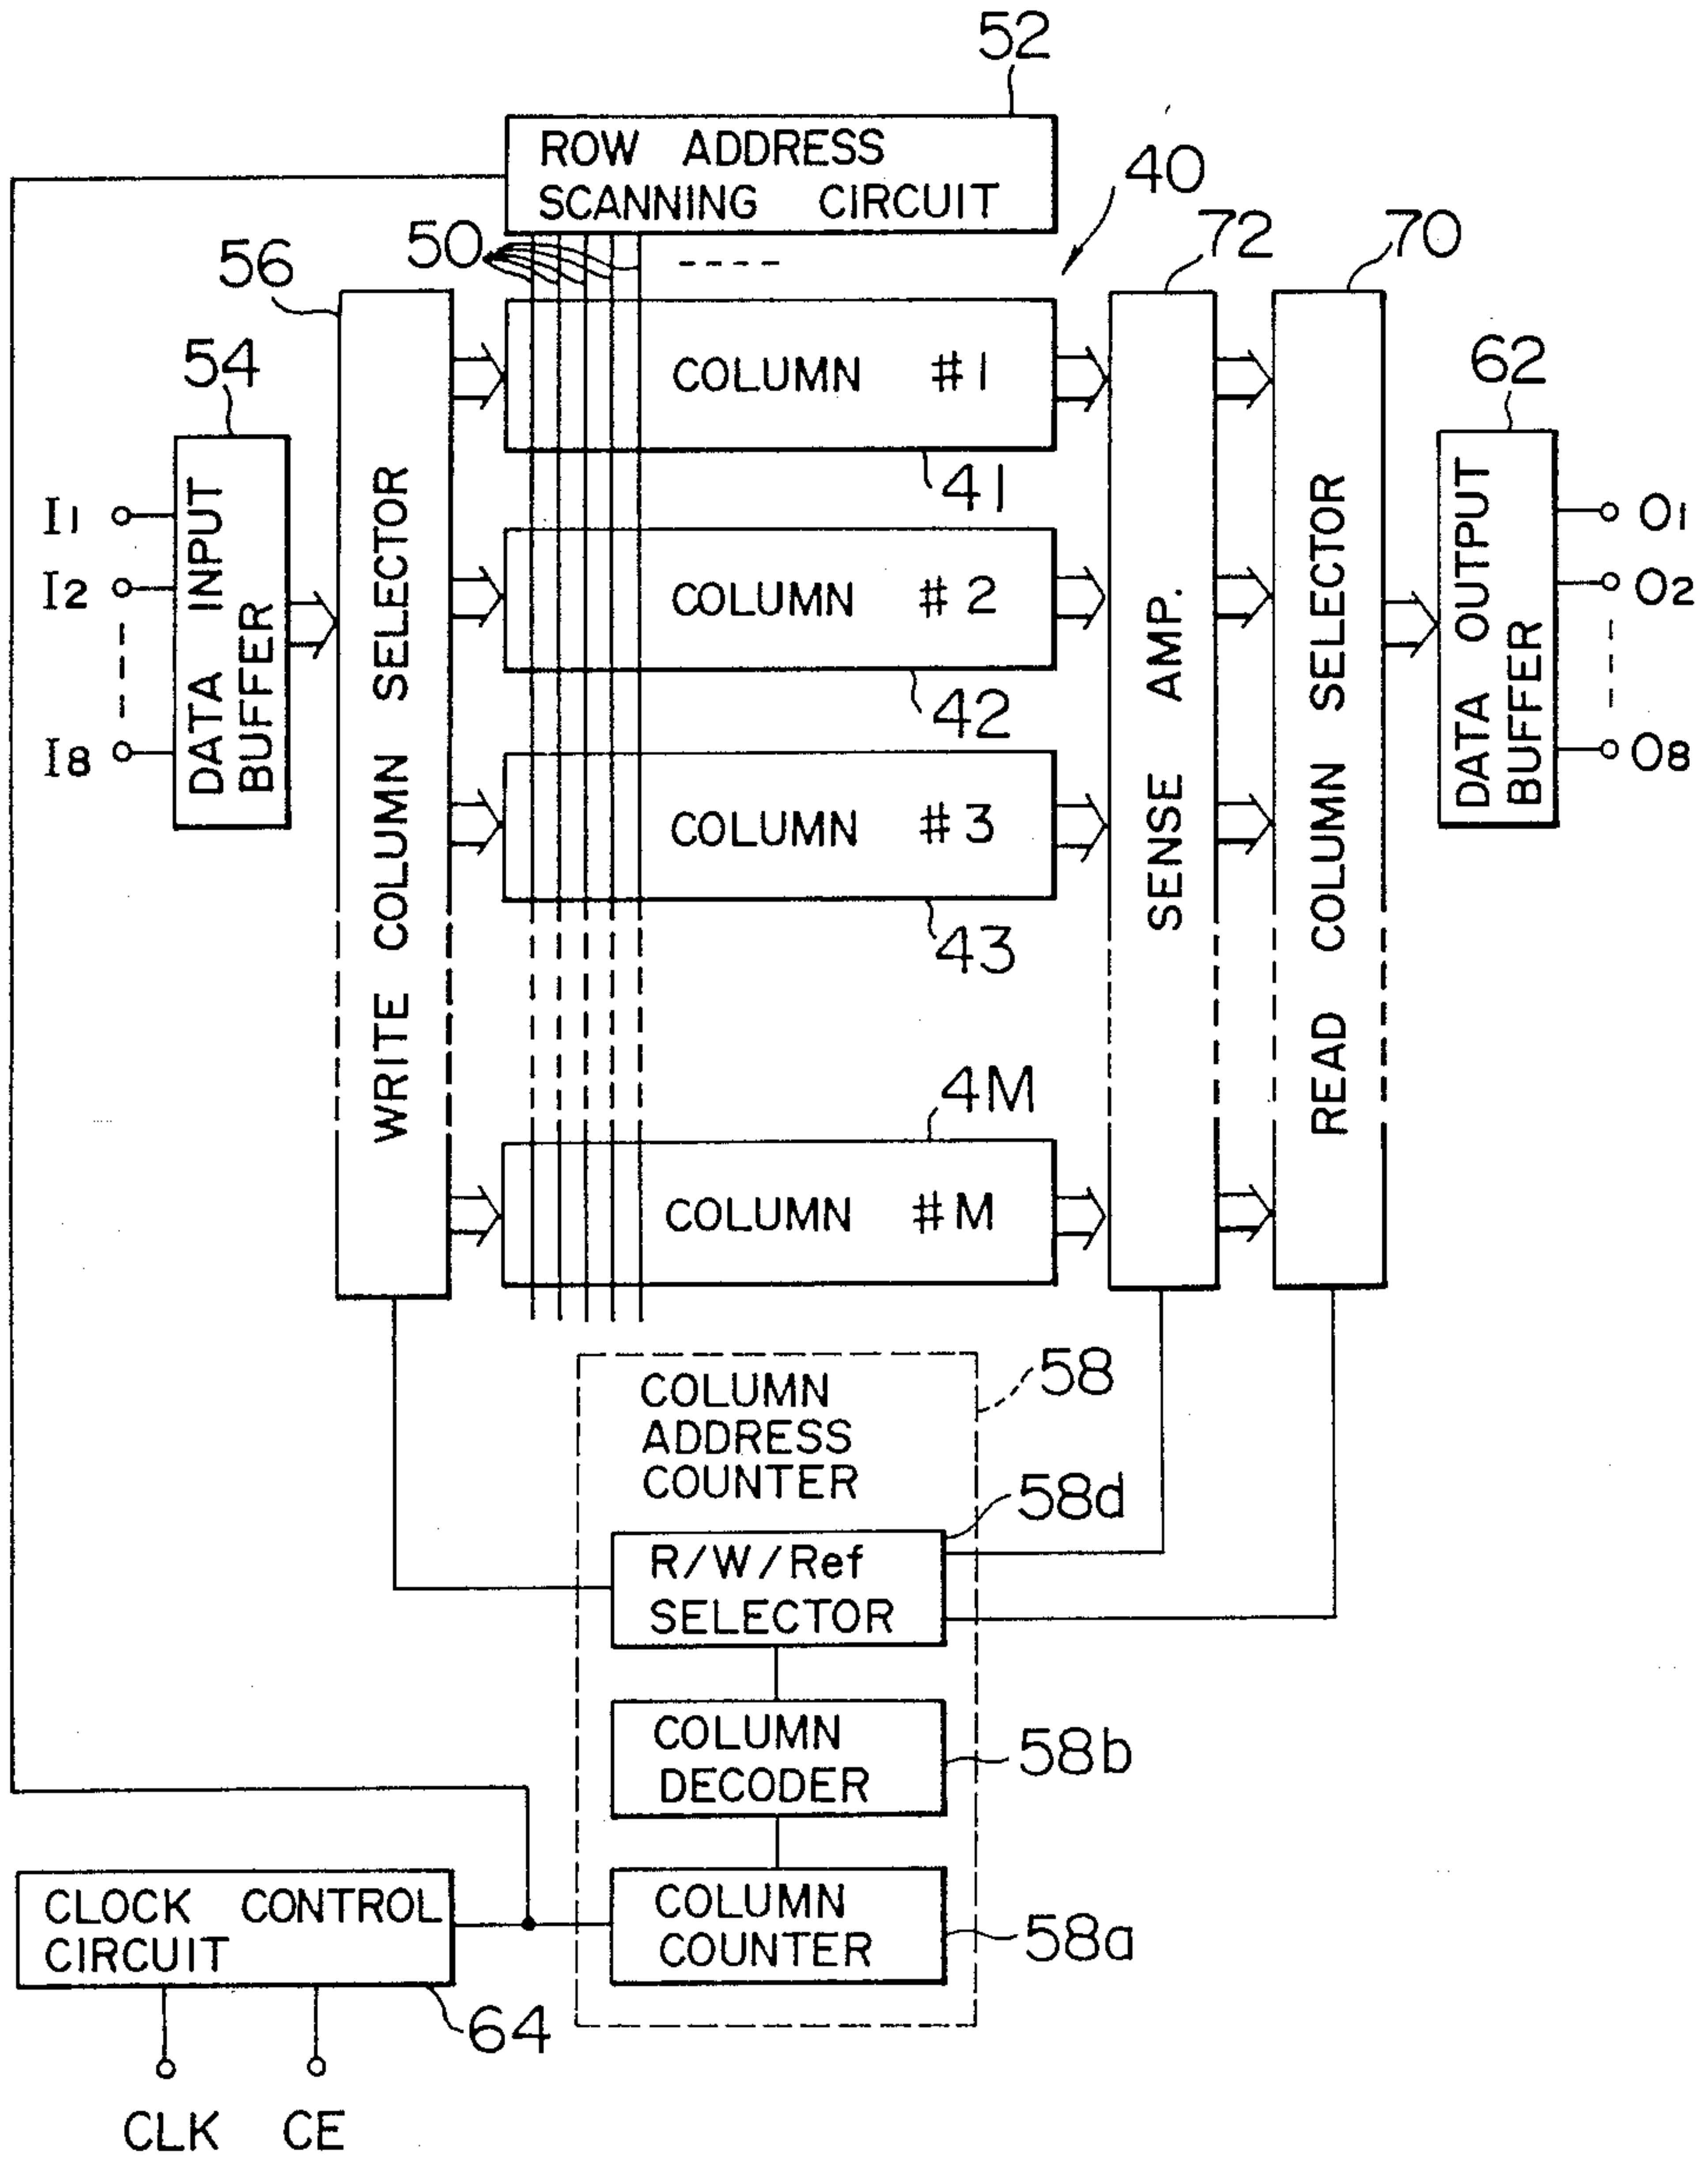 52
ROW ADDRESS
SCANNING CIRCUIT
40
50
72
70
56
54
62
COLUMN #1
41
I1
I2
I8
DATA INPUT
BUFFER
WRITE COLUMN SELECTOR
COLUMN #2
42
COLUMN #3
43
4M
COLUMN #M
SENSE AMP.
READ COLUMN SELECTOR
DATA OUTPUT
BUFFER
O1
O2
O8
58
COLUMN
ADDRESS
COUNTER
58d
R/W/Ref
SELECTOR
COLUMN
DECODER
58b
COLUMN
COUNTER
58a
CLOCK CONTROL
CIRCUIT
64
CLK CE